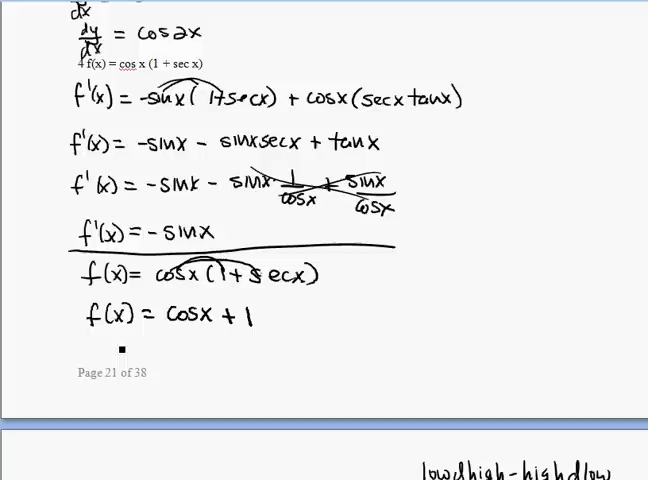 dx
dy/dx = cos2x
4 f(x) = cos x (1 + sec x)
f'(x) = -sinx(1+secx) + cosx(secx tanx)
f'(x) = -sinx - sinxsecx + tanx
f'(x) = -sinx - sinx 1/cosx + sinx/cosx
f'(x) = -sinx
f(x) = cosx(1+secx)
f(x) = cosx + 1
Page 21 of 38
lowdhigh - highdlow